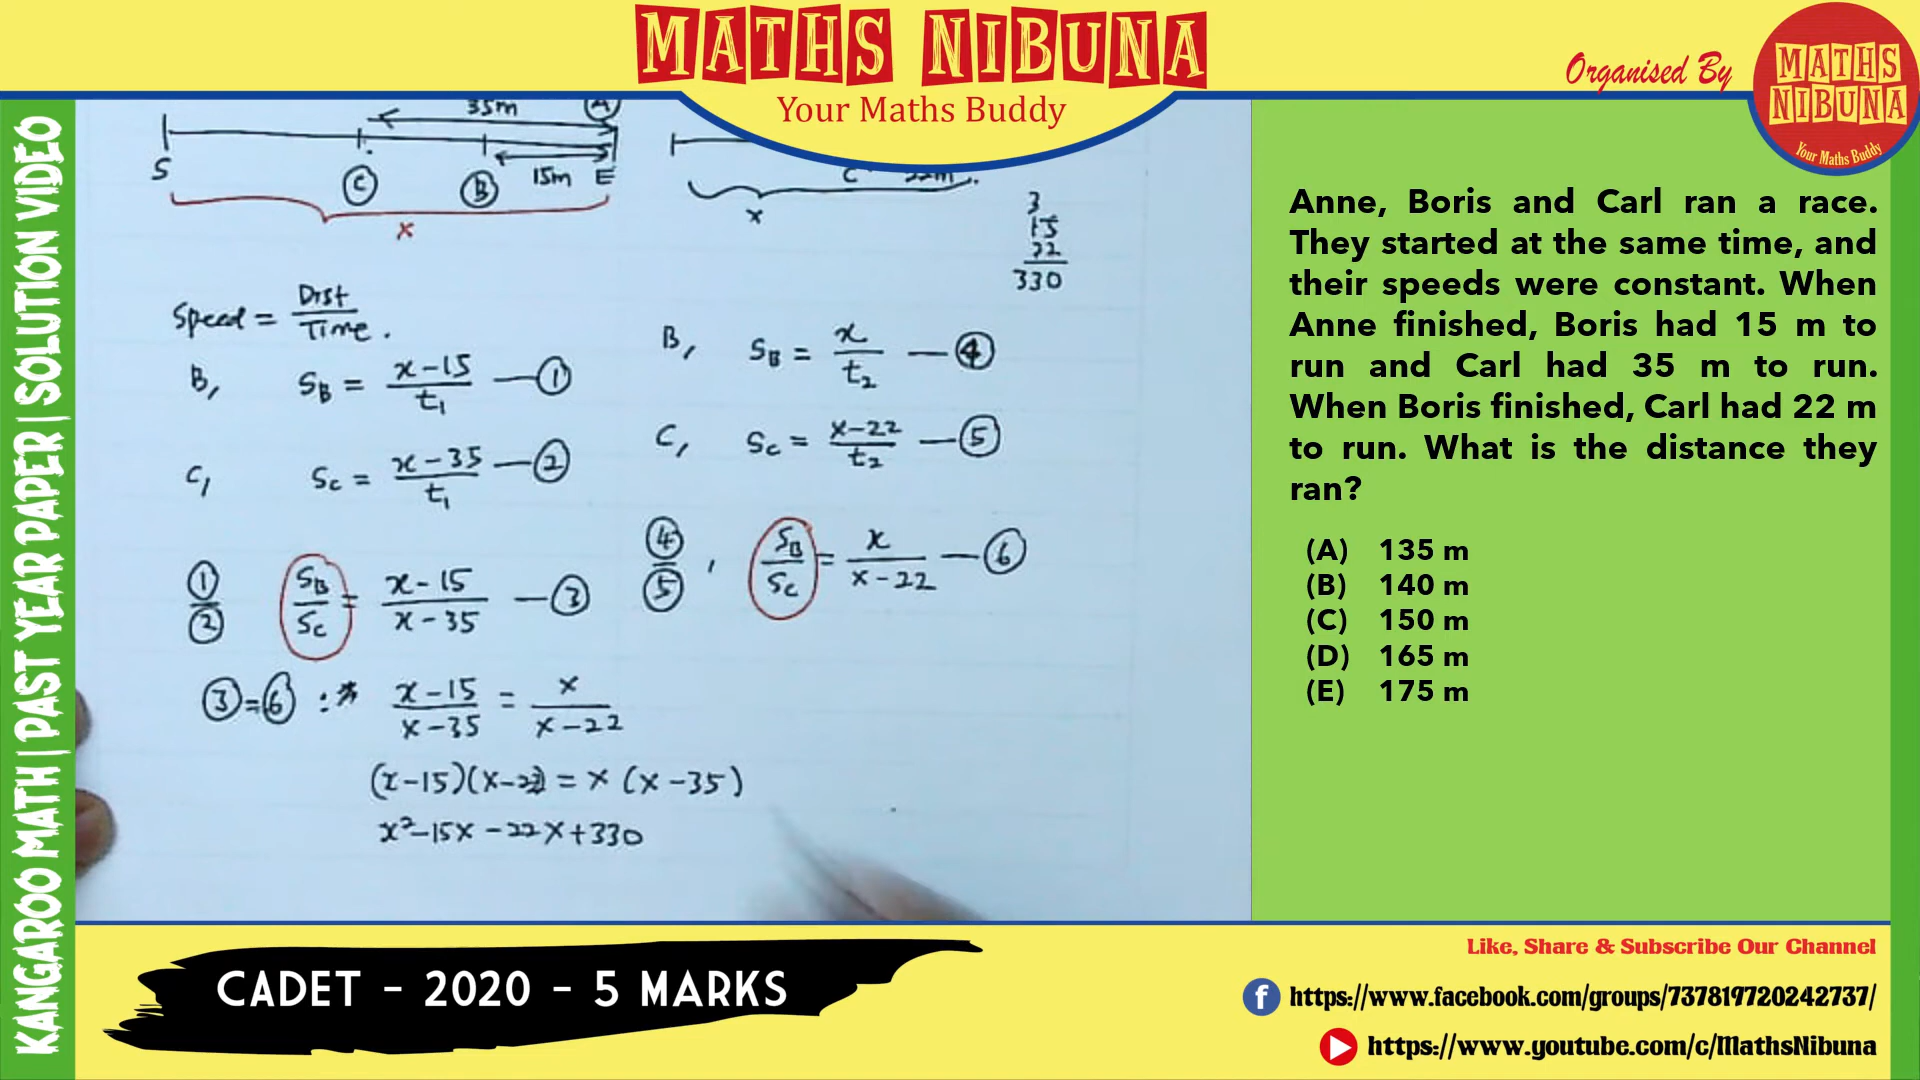 MATHS NIBUNA
Your Maths Buddy
Organised By
MATHS
NIBUNA
Your Maths Buddy
KANGAROO MATH | PAST YEAR PAPER | SOLUTION VIDEO
35m
A
S
C
B
15m E
x
C 22m
x
3
15
22
330
Speed = Dist / Time.
B, S_B = x-15 / t₁ — ①
C, S_C = x-35 / t₁ — ②
①/② S_B/S_C = x-15 / x-35 — ③
B, S_B = x / t₂ — ④
C, S_C = x-22 / t₂ — ⑤
④/⑤ , S_B/S_C = x / x-22 — ⑥
③=⑥ : x-15 / x-35 = x / x-22
(x-15)(x-22) = x (x-35)
x²-15x-22x+330
Anne, Boris and Carl ran a race.
They started at the same time, and
their speeds were constant. When
Anne finished, Boris had 15 m to
run and Carl had 35 m to run.
When Boris finished, Carl had 22 m
to run. What is the distance they
ran?
(A) 135 m
(B) 140 m
(C) 150 m
(D) 165 m
(E) 175 m
CADET - 2020 - 5 MARKS
Like, Share & Subscribe Our Channel
https://www.facebook.com/groups/737819720242737/
https://www.youtube.com/c/MathsNibuna